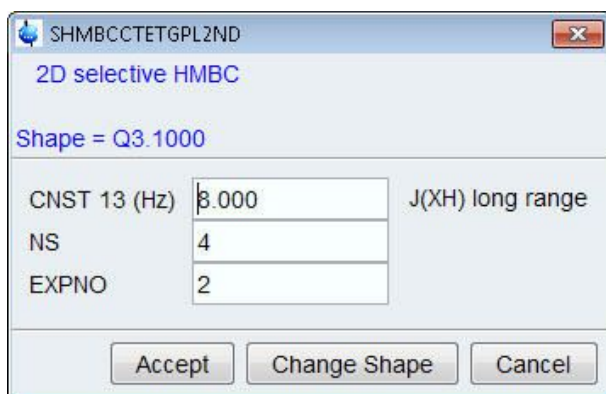 SHMBCCTETGPL2ND
2D selective HMBC
Shape = Q3.1000
CNST 13 (Hz) 8.000 J(XH) long range
NS 4
EXPNO 2
Accept Change Shape Cancel